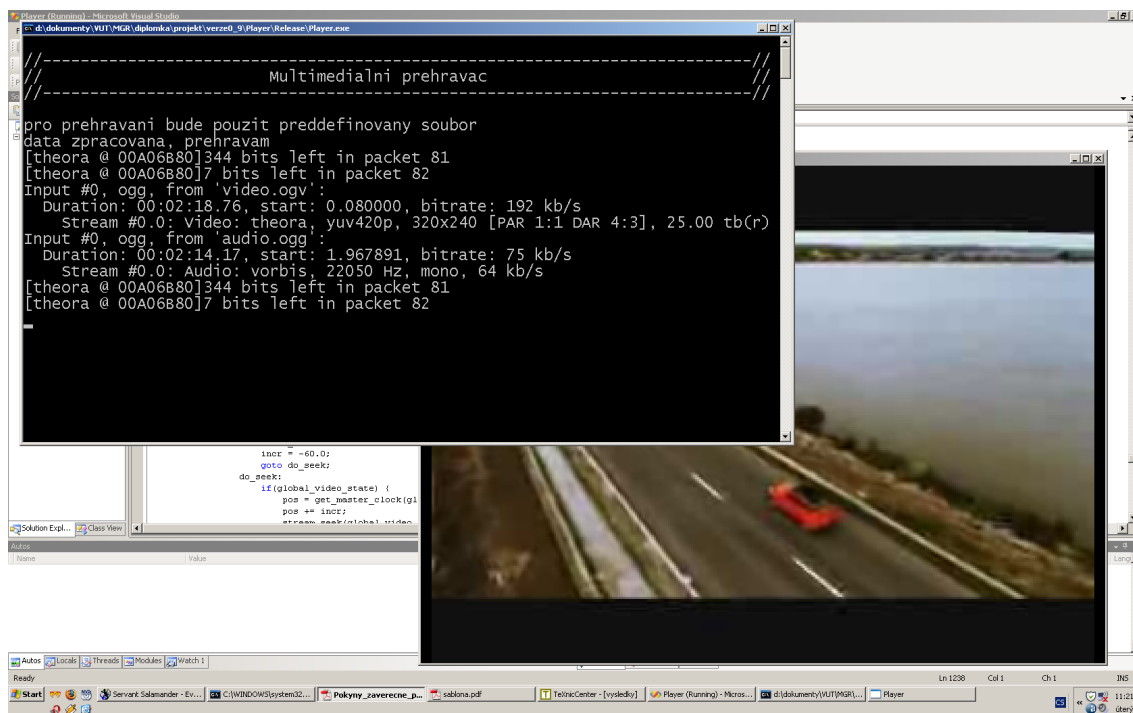 Player (Running) - Microsoft Visual Studio
d:\dokumenty\VUT\MGR\diplomka\projekt\verze0_9\Player\Release\Player.exe
//---------------------------------------------------------------------------//
// Multimedialni prehravac //
//---------------------------------------------------------------------------//
pro prehravani bude pouzit preddefinovany soubor
data zpracovana, prehravam
[theora @ 00A06B80]344 bits left in packet 81
[theora @ 00A06B80]7 bits left in packet 82
Input #0, ogg, from 'video.ogv':
Duration: 00:02:18.76, start: 0.080000, bitrate: 192 kb/s
Stream #0.0: Video: theora, yuv420p, 320x240 [PAR 1:1 DAR 4:3], 25.00 tb(r)
Input #0, ogg, from 'audio.ogg':
Duration: 00:02:14.17, start: 1.967891, bitrate: 75 kb/s
Stream #0.0: Audio: vorbis, 22050 Hz, mono, 64 kb/s
[theora @ 00A06B80]344 bits left in packet 81
[theora @ 00A06B80]7 bits left in packet 82
incr = -60.0;
goto do_seek;
do_seek:
if(global_video_state) {
pos = get_master_clock(gl
pos += incr;
stream_seek(global_video
Solution Expl... Class View
Autos
Name Value Lang
Autos Locals Threads Modules Watch 1
Ready Ln 1238 Col 1 Ch 1 INS
Start Servant Salamander - Ev... C:\WINDOWS\system32... Pokyny_zaverecne_p... sablona.pdf TeXnicCenter - [vysledky] Player (Running) - Micros... d:\dokumenty\VUT\MGR\... Player CS « 11:21
úterý